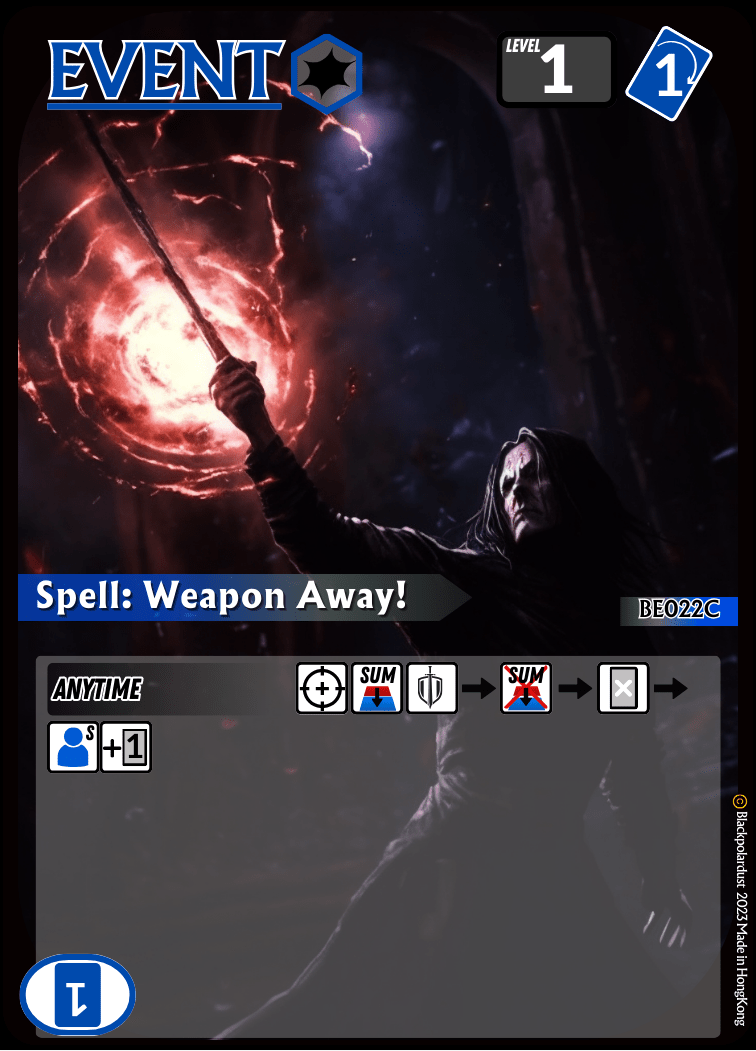 EVENT
LEVEL
1
1
Spell: Weapon Away!
BE022C
ANYTIME
SUM
SUM
S
+1
1
© Blackpolardust 2023 Made in HongKong